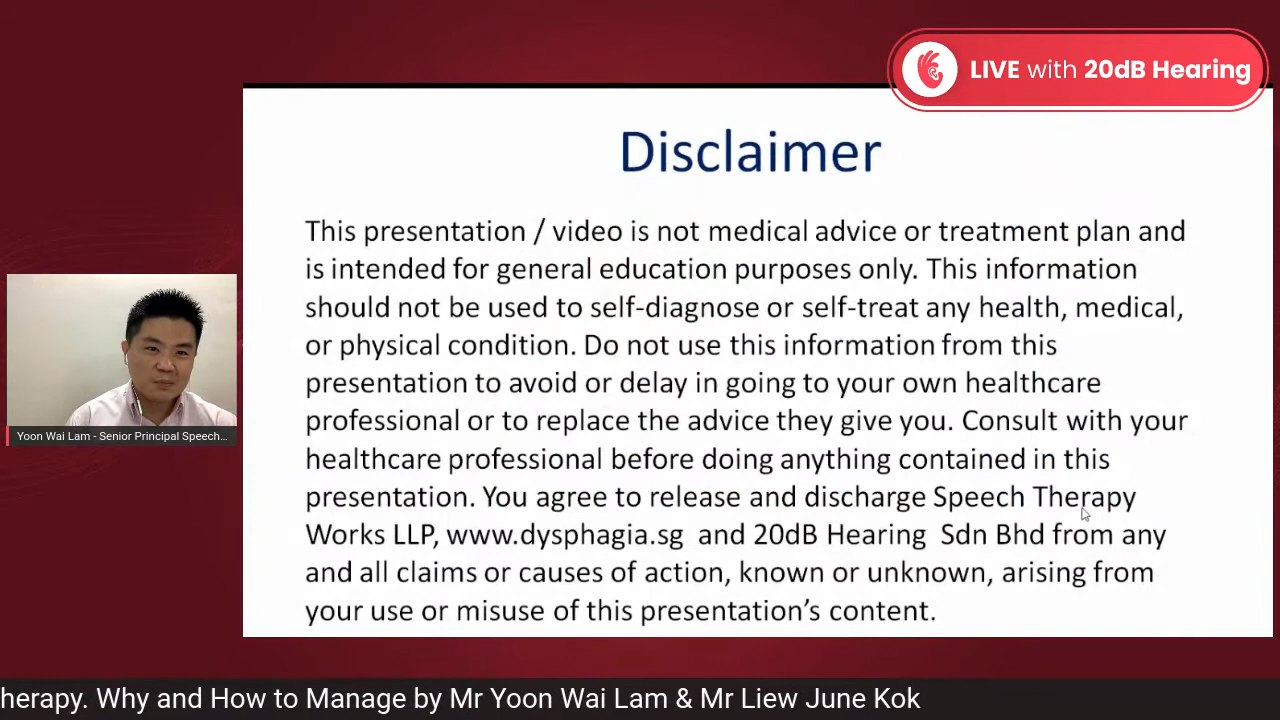 LIVE with 20dB Hearing
Disclaimer
This presentation / video is not medical advice or treatment plan and
is intended for general education purposes only. This information
should not be used to self-diagnose or self-treat any health, medical,
or physical condition. Do not use this information from this
presentation to avoid or delay in going to your own healthcare
professional or to replace the advice they give you. Consult with your
healthcare professional before doing anything contained in this
presentation. You agree to release and discharge Speech Therapy
Works LLP, www.dysphagia.sg and 20dB Hearing Sdn Bhd from any
and all claims or causes of action, known or unknown, arising from
your use or misuse of this presentation’s content.
Yoon Wai Lam - Senior Principal Speech...
herapy. Why and How to Manage by Mr Yoon Wai Lam & Mr Liew June Kok